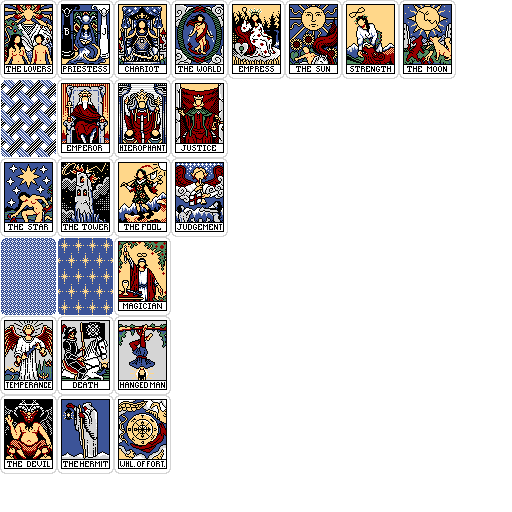 THE LOVERS
B J
PRIESTESS
CHARIOT
THE WORLD
EMPRESS
THE SUN
STRENGTH
THE MOON
EMPEROR
HIEROPHANT
JUSTICE
THE STAR
THE TOWER
THE FOOL
JUDGEMENT
MAGICIAN
TEMPERANCE
DEATH
HANGED MAN
THE DEVIL
THE HERMIT
WHL. OF FORT.